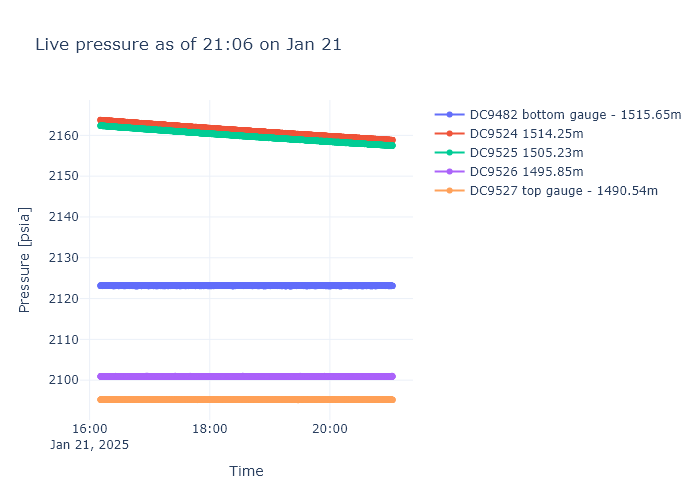 Live pressure as of 21:06 on Jan 21
DC9482 bottom gauge - 1515.65m
DC9524 1514.25m
DC9525 1505.23m
DC9526 1495.85m
DC9527 top gauge - 1490.54m
Pressure [psia]
2160
2150
2140
2130
2120
2110
2100
16:00
18:00
20:00
Jan 21, 2025
Time